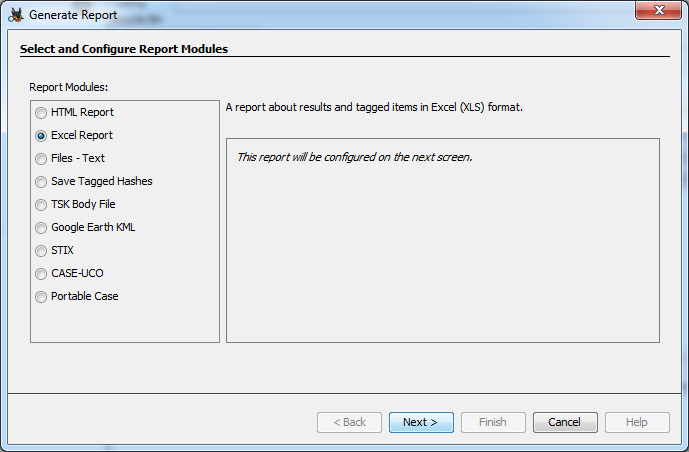 Generate Report
Select and Configure Report Modules
Report Modules:
HTML Report
A report about results and tagged items in Excel (XLS) format.
Excel Report
This report will be configured on the next screen.
Files - Text
Save Tagged Hashes
TSK Body File
Google Earth KML
STIX
CASE-UCO
Portable Case
< Back Next > Finish Cancel Help